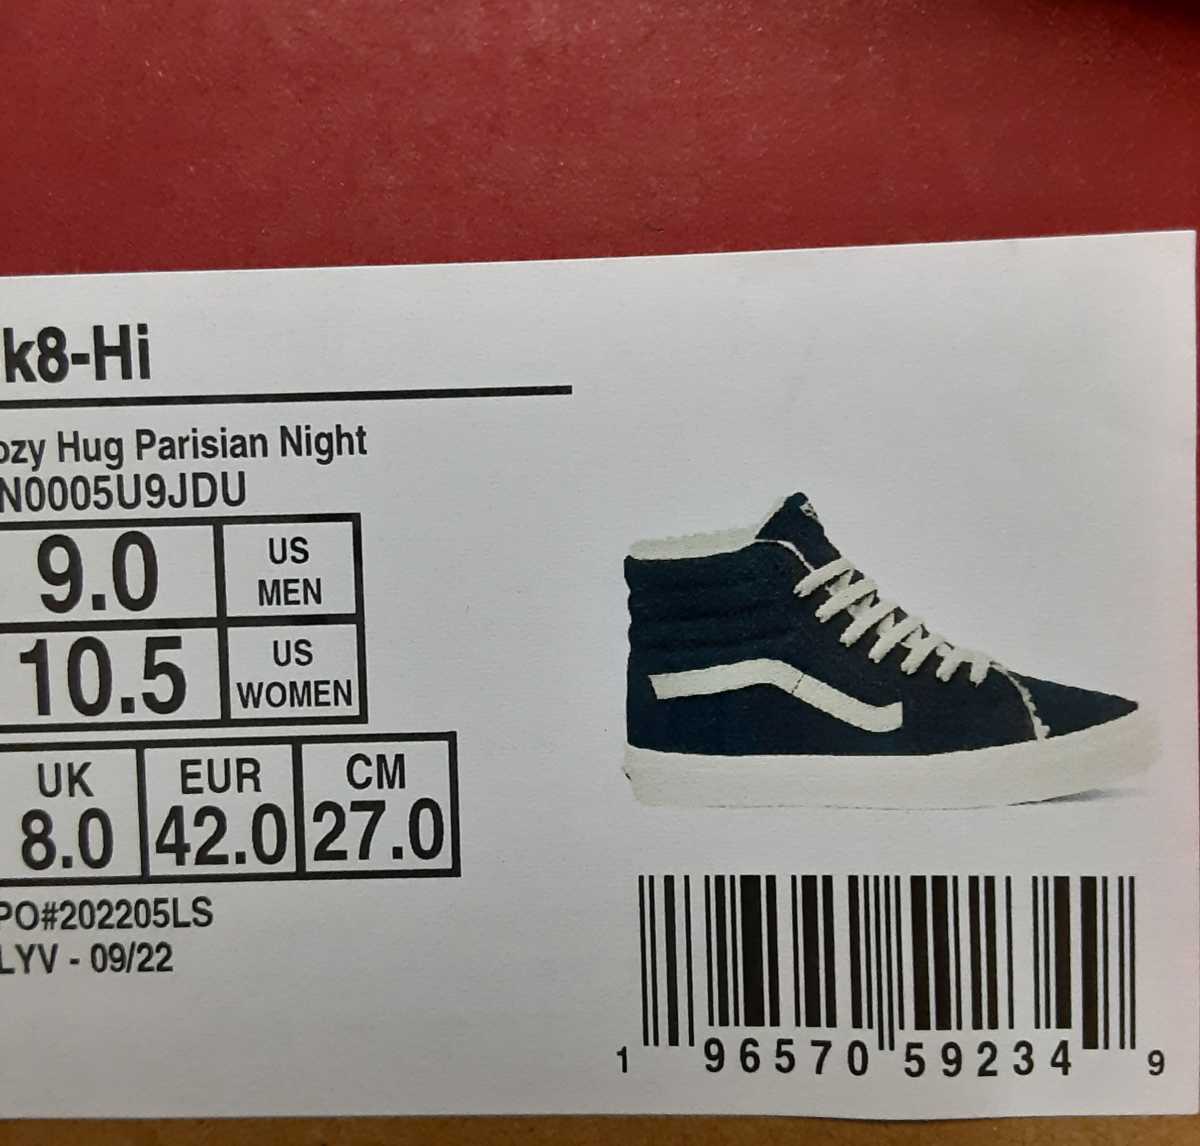 k8-Hi
ozy Hug Parisian Night
N0005U9JDU
9.0 US MEN
10.5 US WOMEN
UK EUR CM
8.0 42.0 27.0
PO#202205LS
LYV - 09/22
1 96570 59234 9